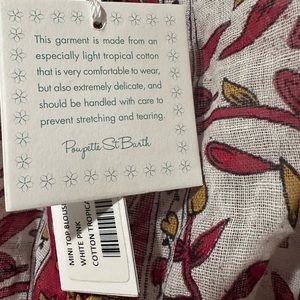 This garment is made from an
especially light tropical cotton
that is very comfortable to wear,
but also extremely delicate, and
should be handled with care to
prevent stretching and tearing.
Poupette St Barth
MINI TOP BLOUS
WHITE PINK
COTTON TROPICA